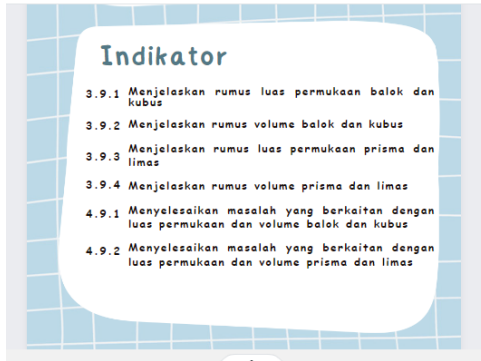 Indikator
3.9.1 Menjelaskan rumus luas permukaan balok dan
kubus
3.9.2 Menjelaskan rumus volume balok dan kubus
3.9.3 Menjelaskan rumus luas permukaan prisma dan
limas
3.9.4 Menjelaskan rumus volume prisma dan limas
4.9.1 Menyelesaikan masalah yang berkaitan dengan
luas permukaan dan volume balok dan kubus
4.9.2 Menyelesaikan masalah yang berkaitan dengan
luas permukaan dan volume prisma dan limas